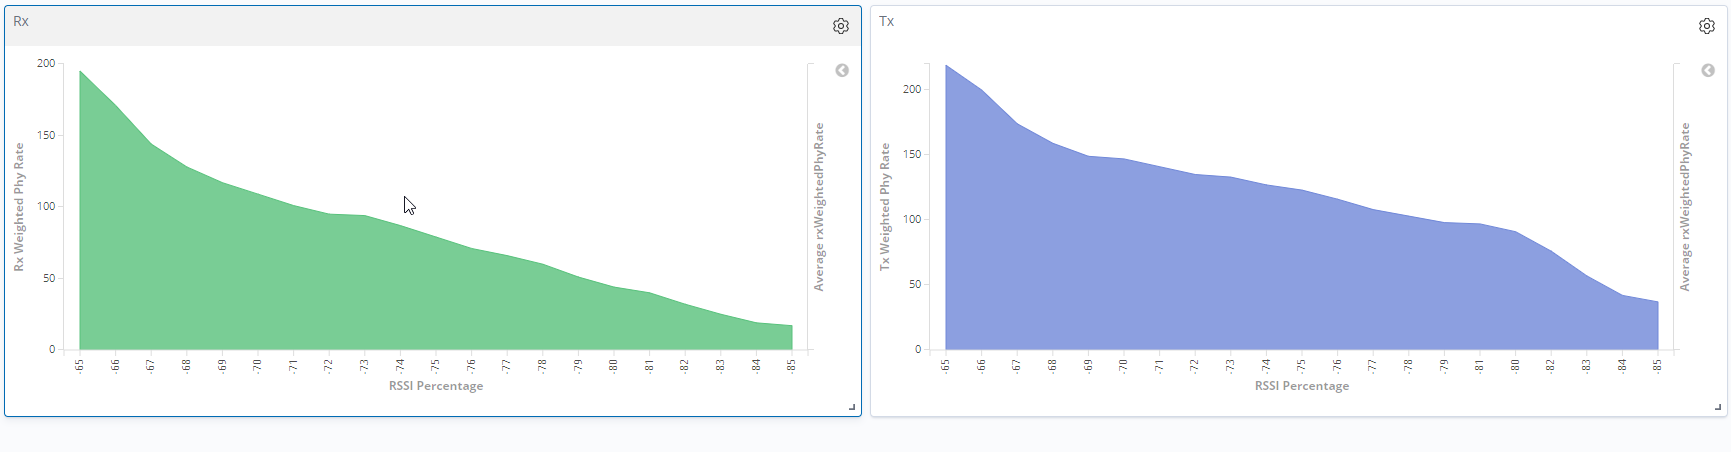 Rx
200
150
100
50
0
Rx Weighted Phy Rate
Average rxWeightedPhyRate
-65 -66 -67 -68 -69 -70 -71 -72 -73 -74 -75 -76 -77 -78 -79 -80 -81 -82 -83 -84 -85
RSSI Percentage
Tx
200
150
100
50
0
Tx Weighted Phy Rate
Average rxWeightedPhyRate
-65 -66 -67 -68 -69 -70 -71 -72 -73 -74 -75 -76 -77 -78 -79 -81 -80 -82 -83 -84 -85
RSSI Percentage